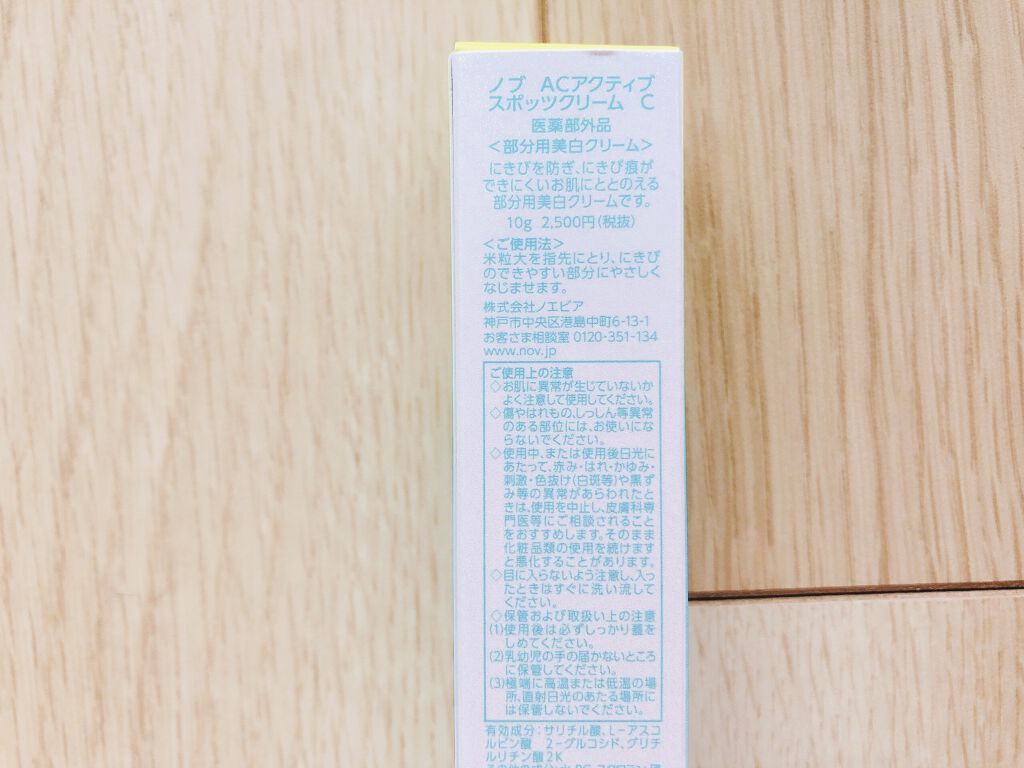 ノブ ACアクティブ
スポッツクリーム C
医薬部外品
<部分用美白クリーム>
にきびを防ぎ、にきび痕が
できにくいお肌にととのえる
部分用美白クリームです。
10g 2,500円(税抜)
<ご使用法>
米粒大を指先にとり、にきび
のできやすい部分にやさしく
なじませます。
株式会社ノエビア
神戸市中央区港島中町6-13-1
お客さま相談室 0120-351-134
www.nov.jp
ご使用上の注意
◇お肌に異常が生じていないか
よく注意して使用してください。
◇傷やはれもの、しっしん等異常
のある部位には、お使いにな
らないでください。
◇使用中、または使用後日光に
あたって、赤み・はれ・かゆみ・
刺激・色抜け(白斑等)や黒ず
み等の異常があらわれたと
きは、使用を中止し、皮膚科専
門医等にご相談されること
をおすすめします。そのまま
化粧品類の使用を続けます
と悪化することがあります。
◇目に入らないよう注意し、入っ
たときはすぐに洗い流して
ください。
◇保管および取扱い上の注意
(1)使用後は必ずしっかり蓋を
しめてください。
(2)乳幼児の手の届かないところ
に保管してください。
(3)極端に高温または低温の場
所、直射日光のあたる場所に
は保管しないでください。
有効成分:サリチル酸、L-アスコ
ルビン酸 2-グルコシド、グリチ
ルリチン酸2K